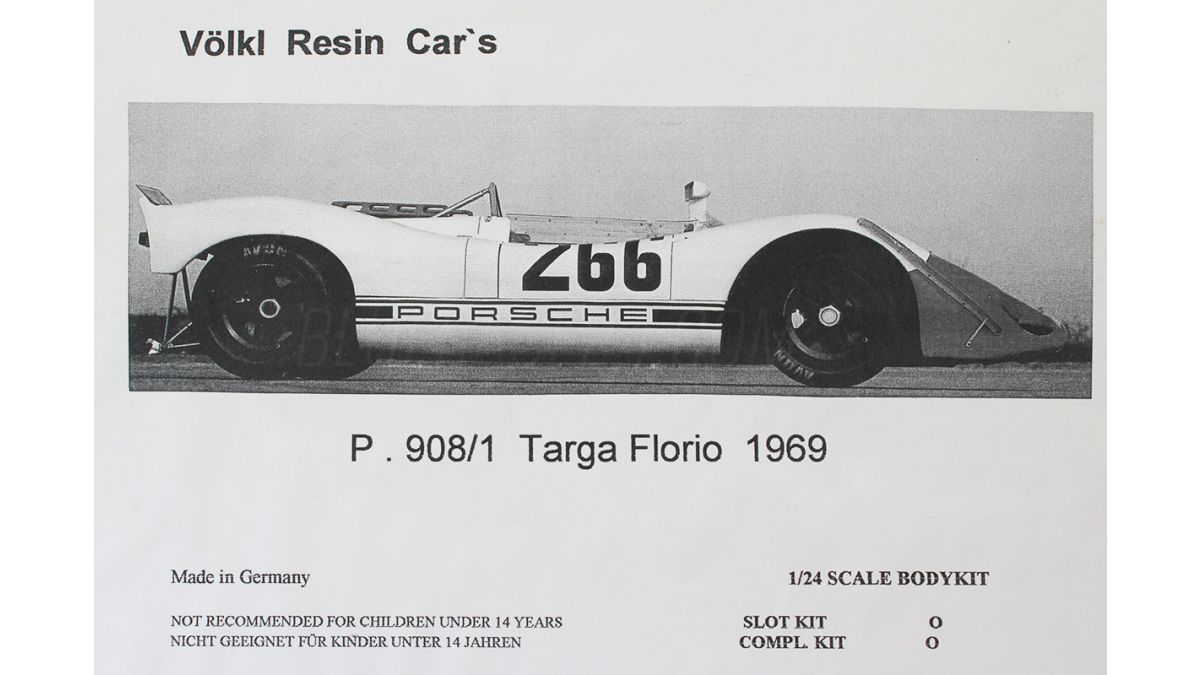 Völkl Resin Car`s
266
PORSCHE
P . 908/1 Targa Florio 1969
Made in Germany
1/24 SCALE BODYKIT
NOT RECOMMENDED FOR CHILDREN UNDER 14 YEARS
NICHT GEEIGNET FÜR KINDER UNTER 14 JAHREN
SLOT KIT O
COMPL. KIT O